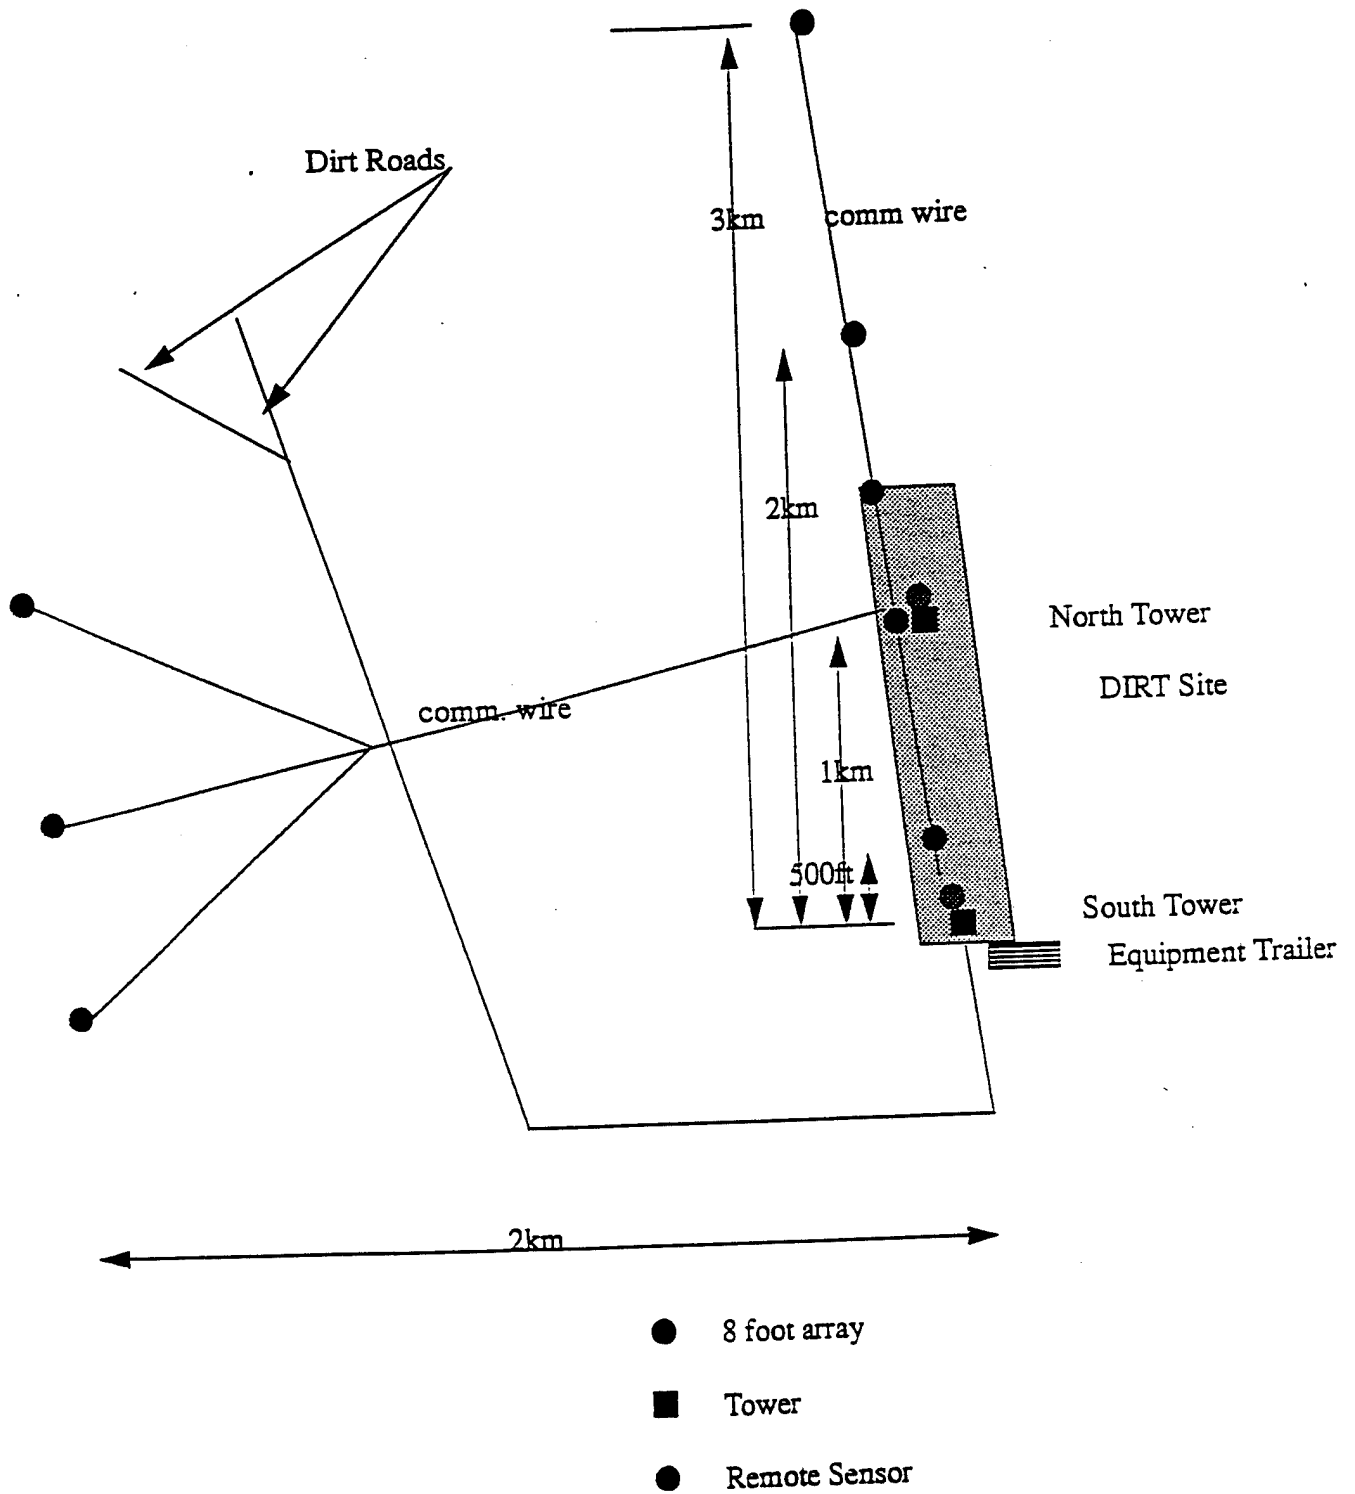 Dirt Roads
3km
comm wire
2km
North Tower
DIRT Site
comm. wire
1km
500ft
South Tower
Equipment Trailer
2km
8 foot array
Tower
Remote Sensor